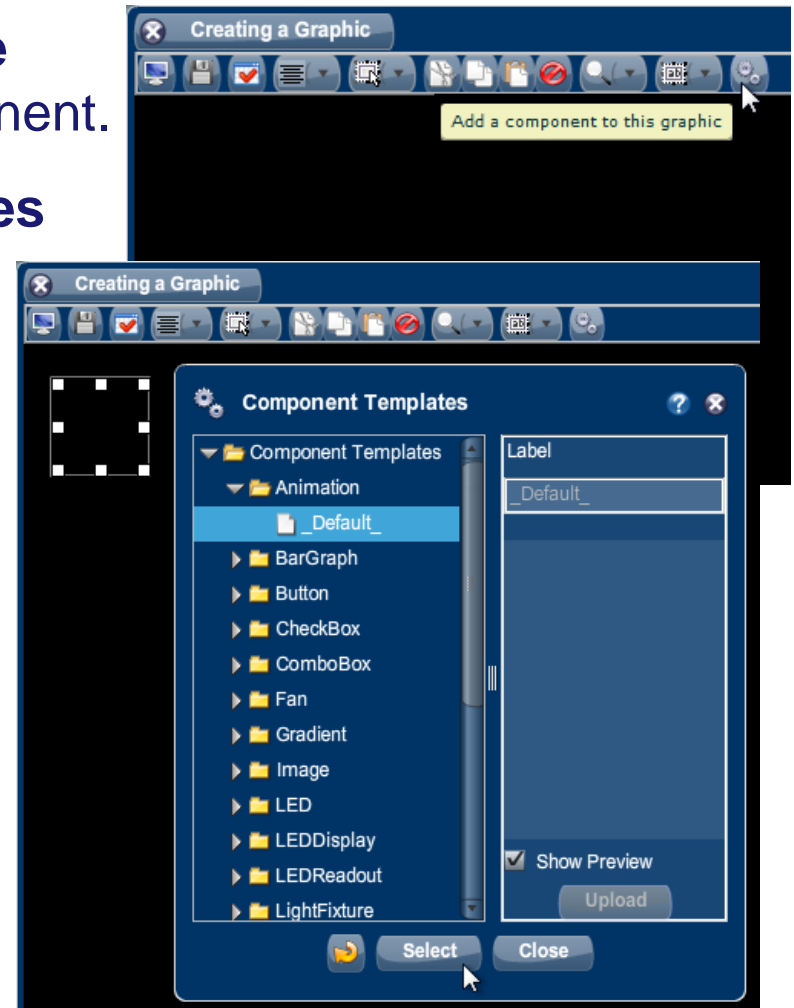 e
nent.
es
Creating a Graphic
Add a component to this graphic
Creating a Graphic
Component Templates
Component Templates
Animation
_Default_
BarGraph
Button
CheckBox
ComboBox
Fan
Gradient
Image
LED
LEDDisplay
LEDReadout
LightFixture
Label
_Default_
Show Preview
Upload
Select
Close